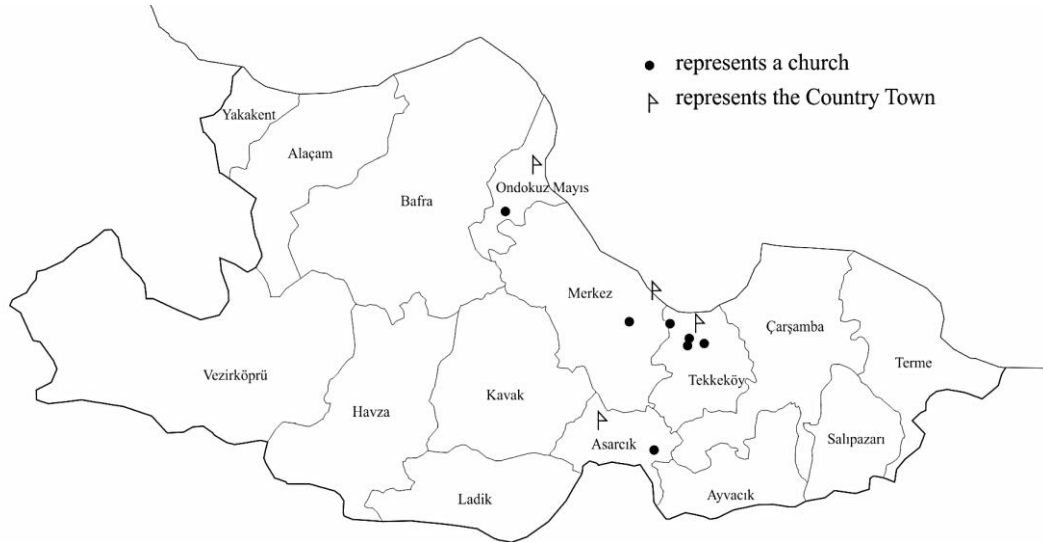 represents a church
represents the Country Town
Yakakent
Alaçam
Bafra
Ondokuz Mayıs
Merkez
Çarşamba
Terme
Vezirköprü
Havza
Kavak
Tekkeköy
Asarcık
Salıpazarı
Ladik
Ayvacık